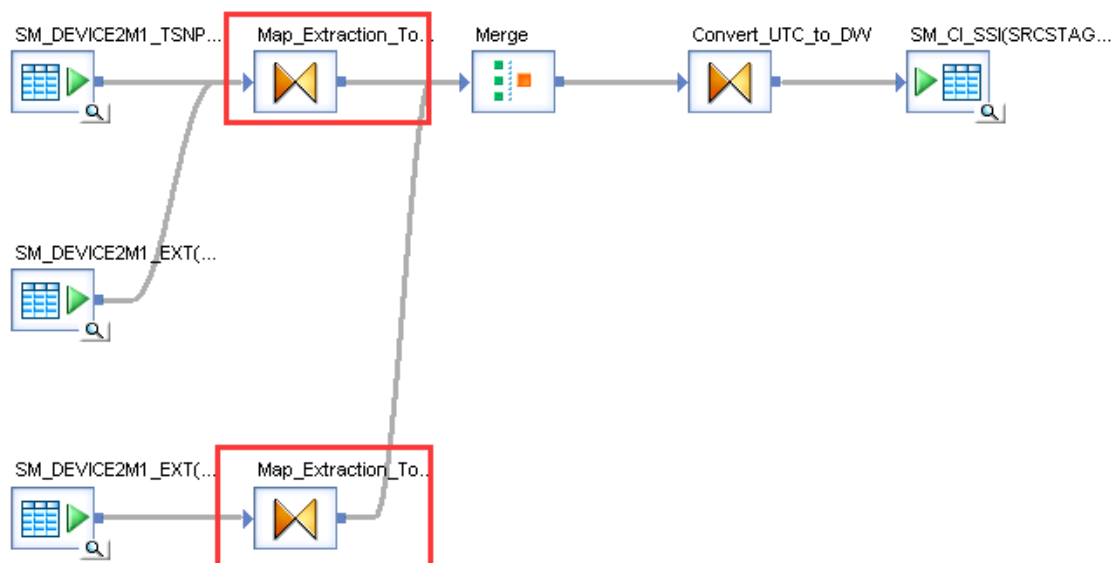 SM_DEVICE2M1_TSNP...
Map_Extraction_To...
Merge
Convert_UTC_to_DW
SM_CI_SSI(SRCSTAG...
SM_DEVICE2M1_EXT(...
SM_DEVICE2M1_EXT(...
Map_Extraction_To...